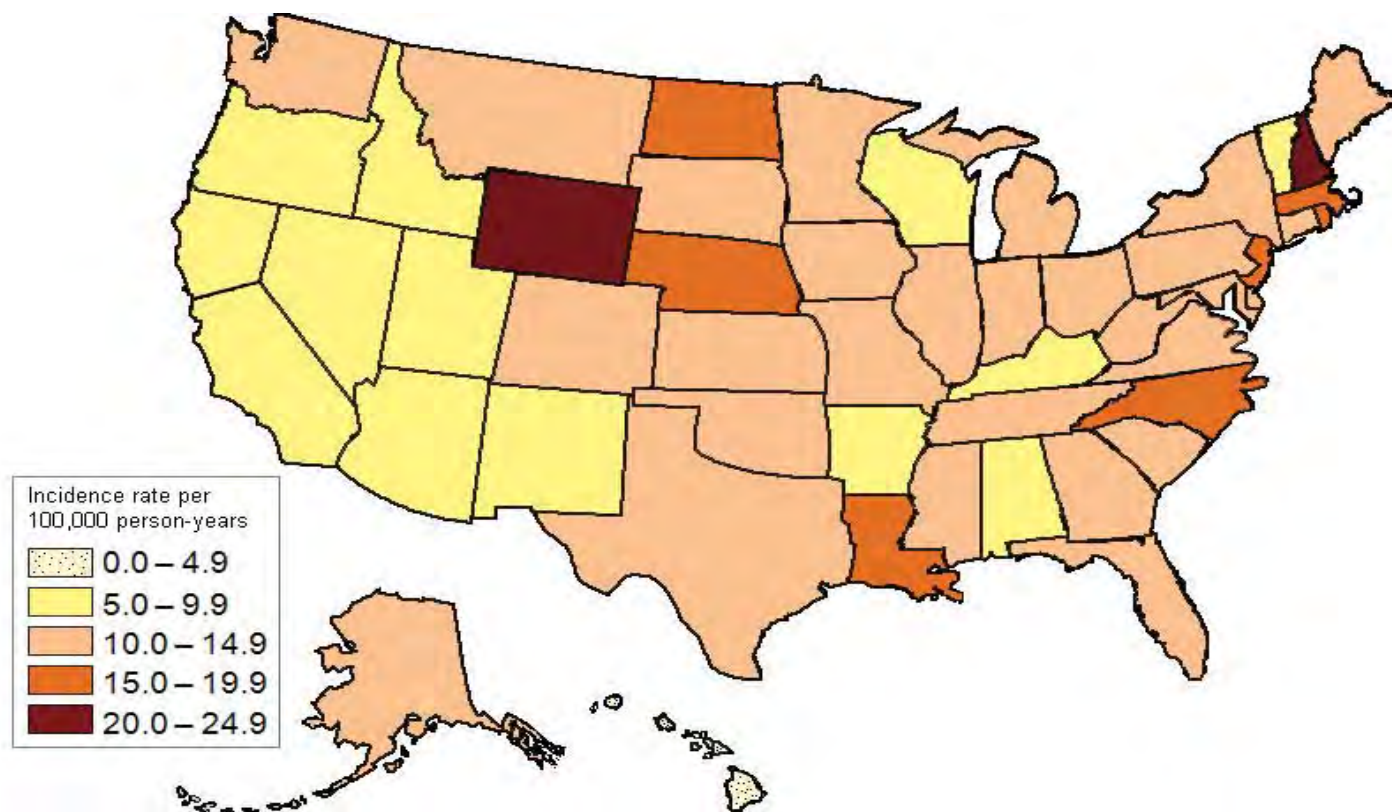 Incidence rate per
100,000 person-years
0.0 – 4.9
5.0 – 9.9
10.0 – 14.9
15.0 – 19.9
20.0 – 24.9